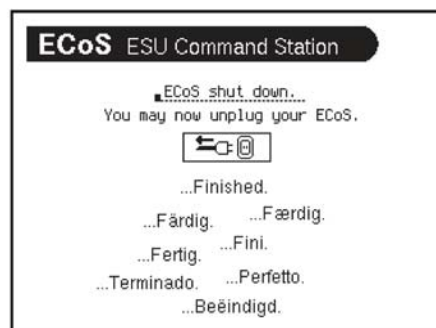 ECoS ESU Command Station
ECoS shut down.
You may now unplug your ECoS.
...Finished.
...Färdig.
...Færdig.
...Fertig.
...Fini.
...Terminado.
...Perfetto.
...Beëindigd.